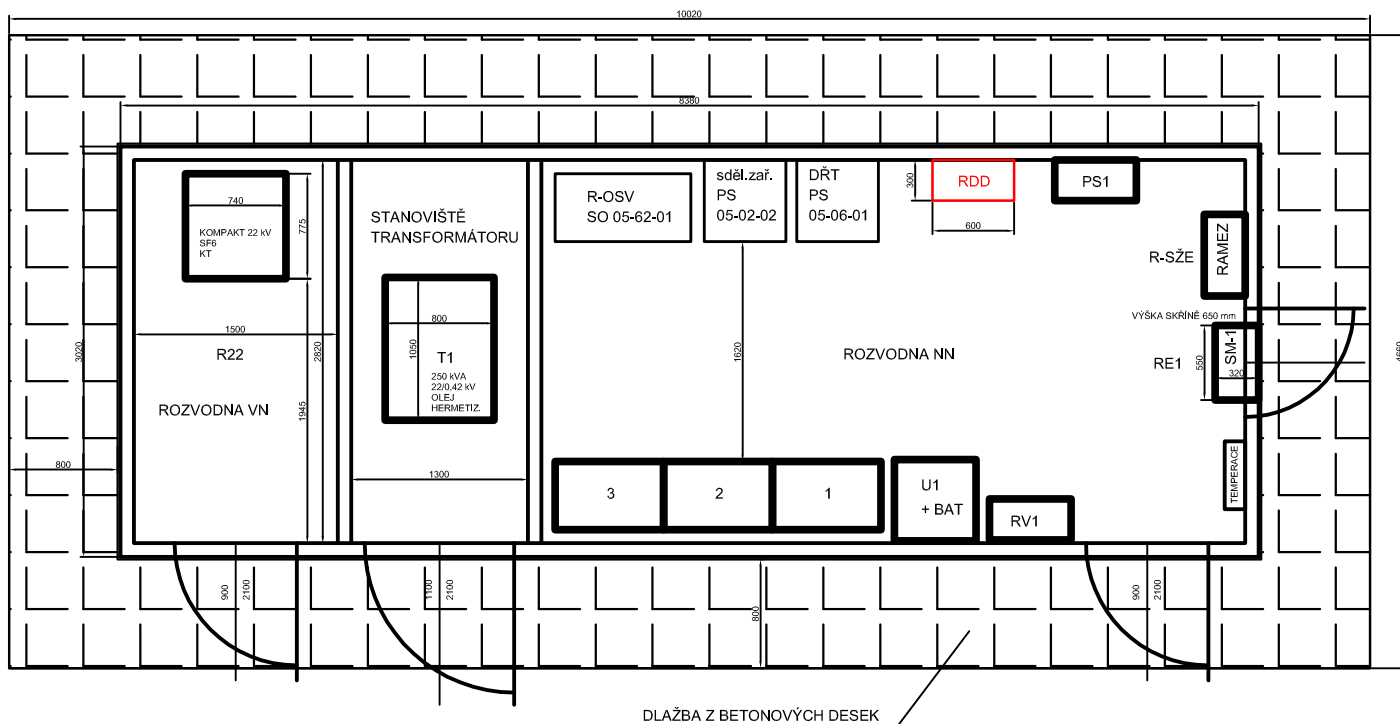 10020
8380
740
KOMPAKT 22 kV
SF6
KT
775
STANOVIŠTĚ
TRANSFORMÁTORU
R-OSV
SO 05-62-01
sděl.zař.
PS
05-02-02
DŘT
PS
05-06-01
300
RDD
600
PS1
R-SŽE
RAMEZ
VÝŠKA SKŘÍNĚ 650 mm
RE1
550
SM-1
320
4660
3020
1500
R22
2820
1945
ROZVODNA VN
800
1050
T1
250 kVA
22/0,42 kV
OLEJ
HERMETIZ.
1620
ROZVODNA NN
800
1300
3
2
1
U1
+ BAT
RV1
TEMPERACE
900
2100
1100
2100
800
900
2100
DLAŽBA Z BETONOVÝCH DESEK